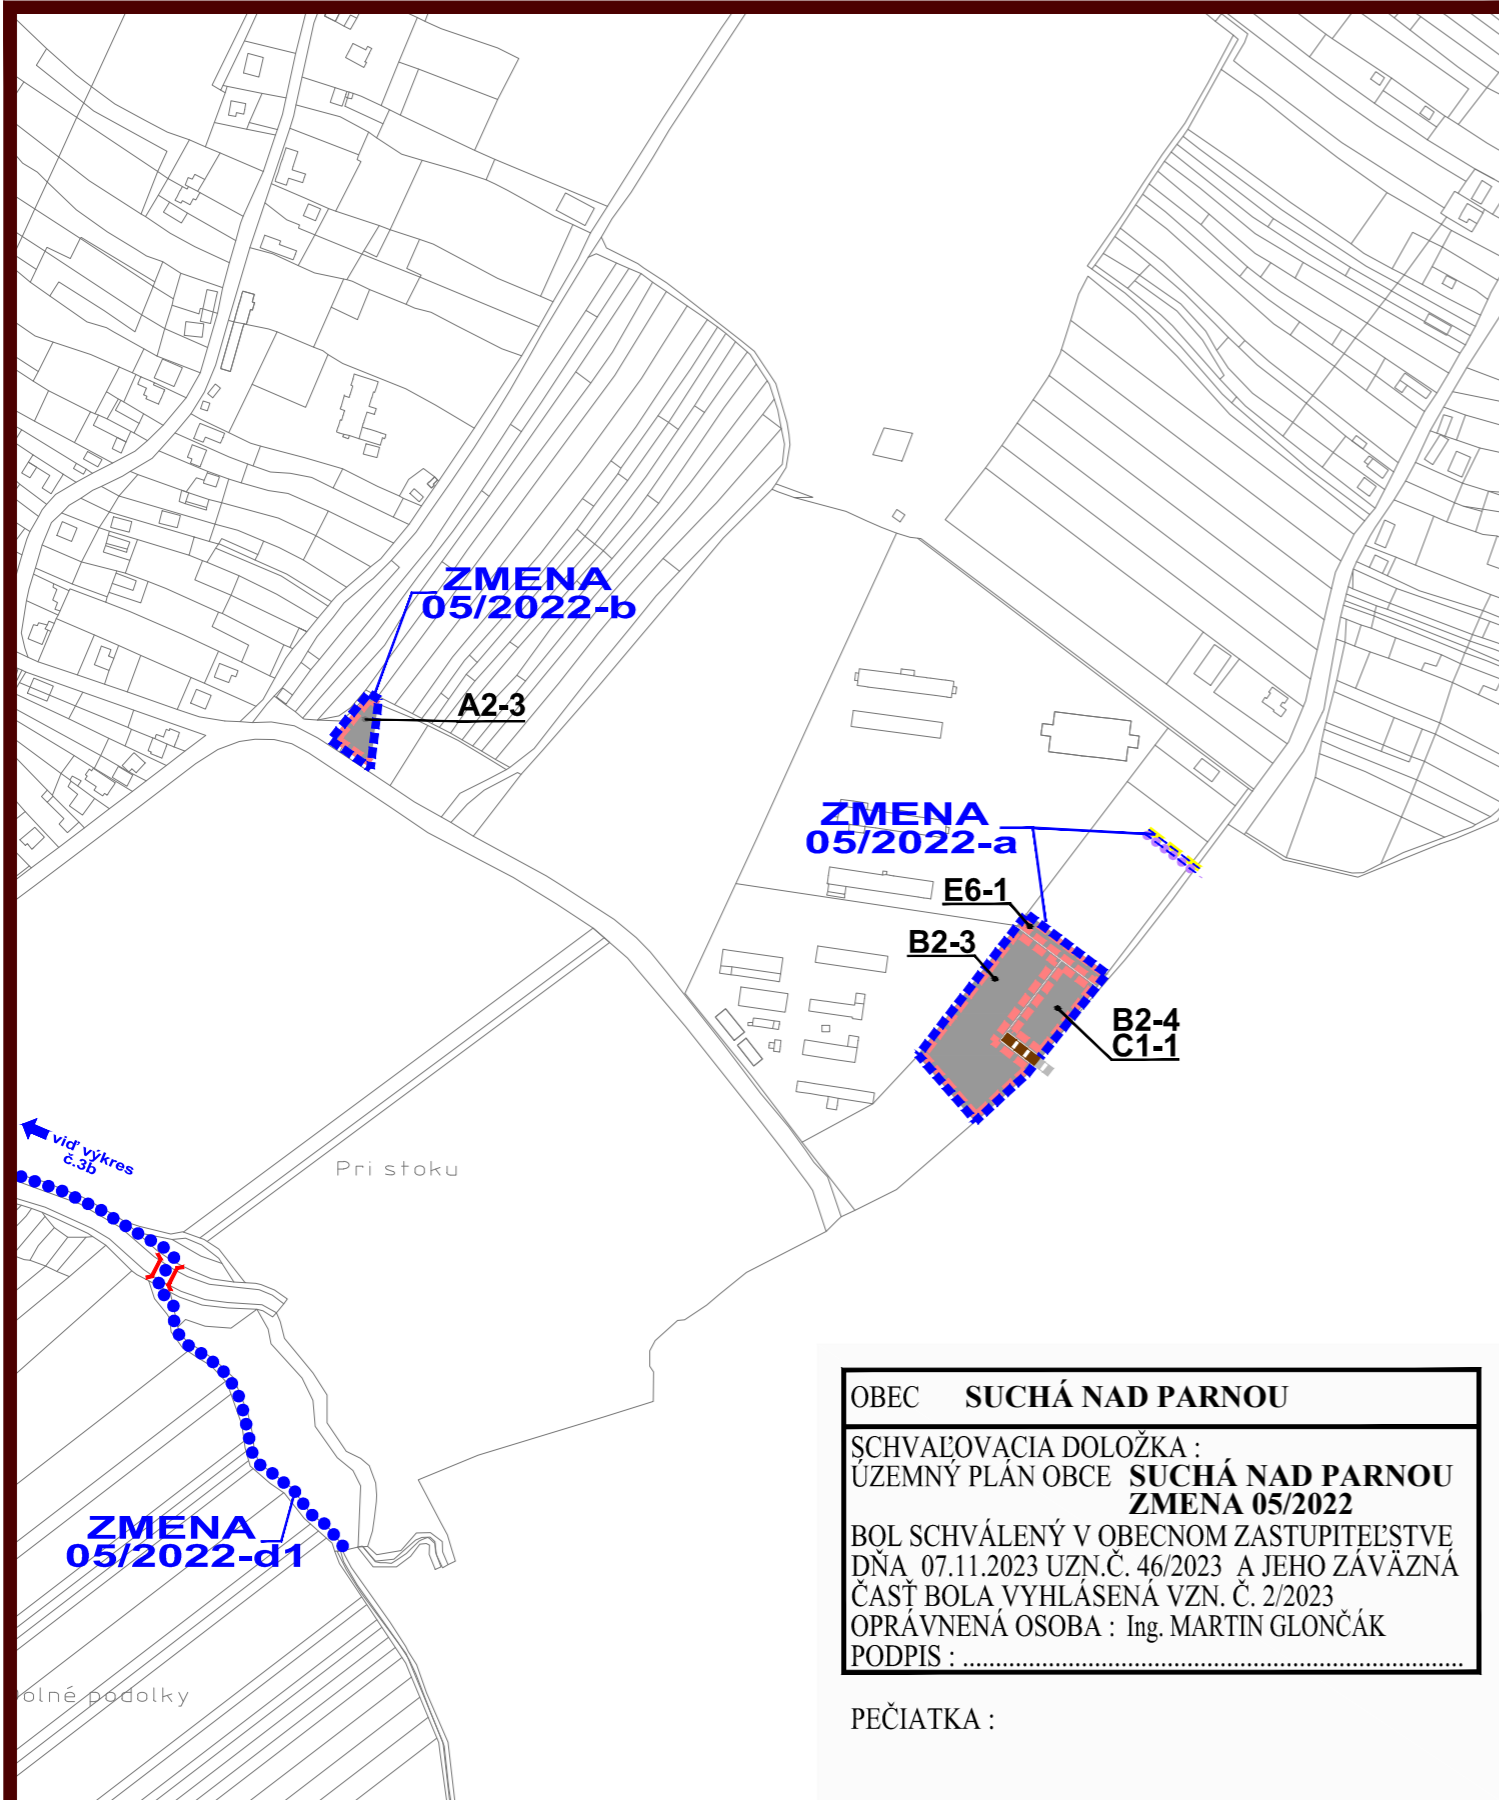 ZMENA
05/2022-b
A2-3
ZMENA
05/2022-a
E6-1
B2-3
B2-4
C1-1
viď výkres
č.3b
Pri stoku
ZMENA
05/2022-d1
olné podolky
OBEC SUCHÁ NAD PARNOU
SCHVAĽOVACIA DOLOŽKA :
ÚZEMNÝ PLÁN OBCE SUCHÁ NAD PARNOU
ZMENA 05/2022
BOL SCHVÁLENÝ V OBECNOM ZASTUPITEĽSTVE
DŇA 07.11.2023 UZN.Č. 46/2023 A JEHO ZÁVÄZNÁ
ČASŤ BOLA VYHLÁSENÁ VZN. Č. 2/2023
OPRÁVNENÁ OSOBA : Ing. MARTIN GLONČÁK
PODPIS : ............................................................................
PEČIATKA :